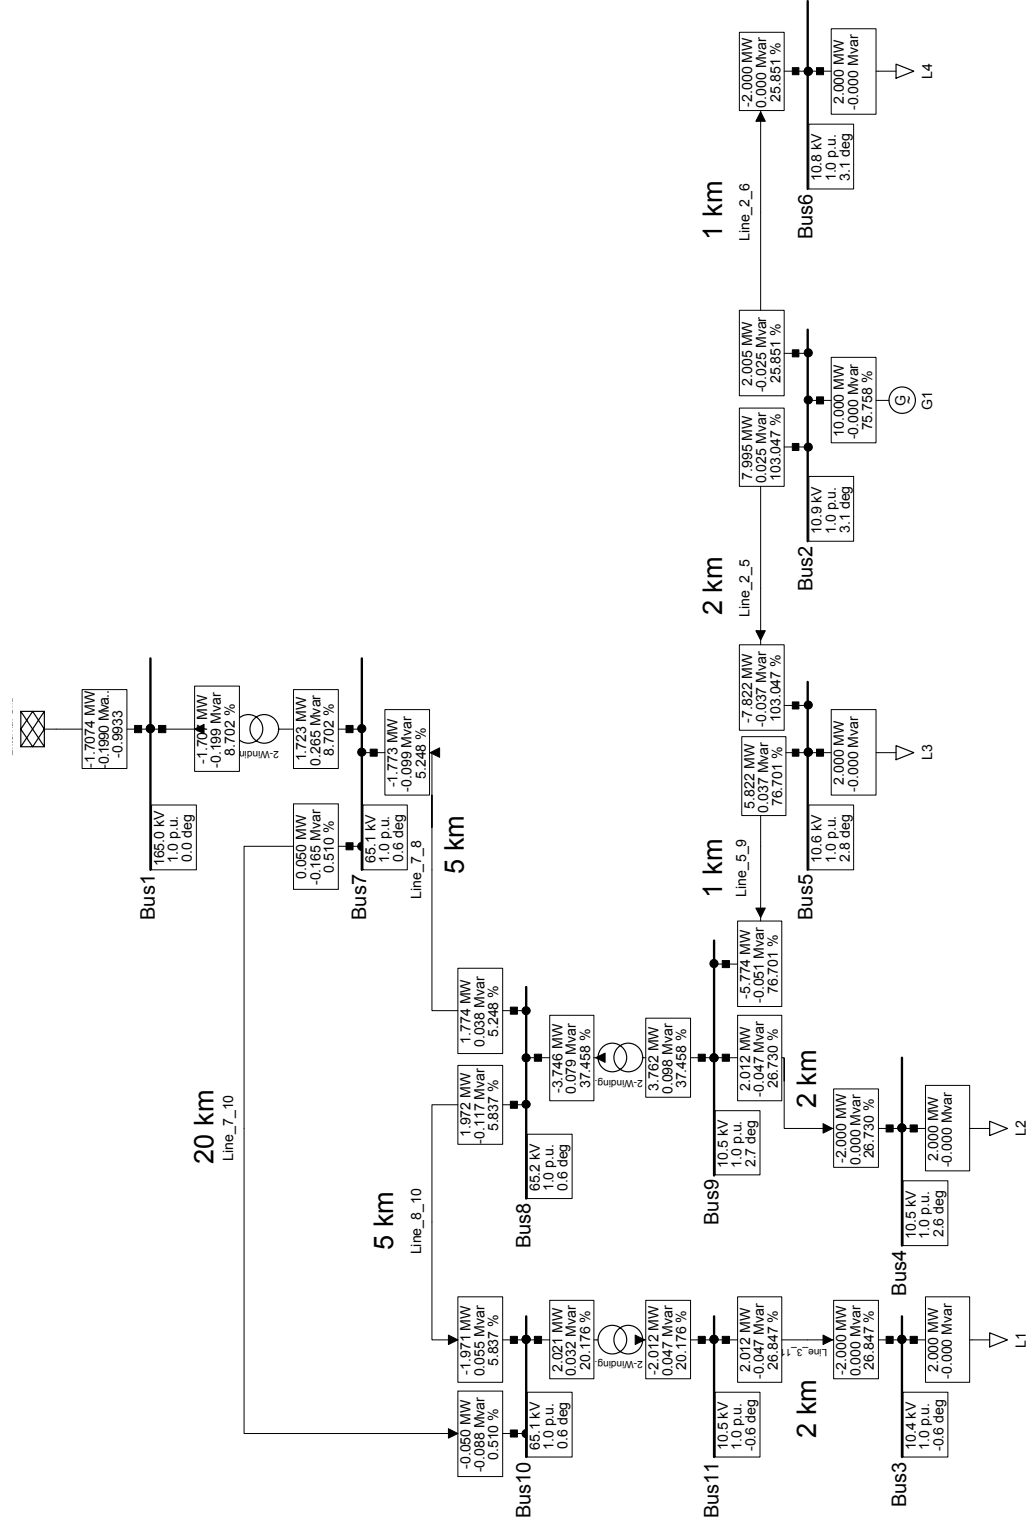 -1.7074 MW
-0.1990 Mva..
-0.9933
165.0 kV
1.0 p.u.
0.0 deg
Bus1
-0.199 Mvar
8.702 %
1.723 MW
0.265 Mvar
8.702 %
0.050 MW
-0.165 Mvar
0.510 %
65.1 kV
1.0 p.u.
0.6 deg
Bus7
-1.773 MW
-0.099 Mvar
5.248 %
Line_7_8
5 km
20 km
Line_7_10
1.774 MW
0.038 Mvar
5.248 %
1.972 MW
-0.117 Mvar
5.837 %
65.2 kV
1.0 p.u.
0.6 deg
Bus8
5 km
Line_8_10
-1.971 MW
0.055 Mvar
5.837 %
-0.050 MW
-0.088 Mvar
0.510 %
65.1 kV
1.0 p.u.
0.6 deg
Bus10
2.021 MW
0.032 Mvar
20.176 %
2-Winding
-2.012 MW
0.047 Mvar
20.176 %
10.5 kV
1.0 p.u.
-0.6 deg
Bus11
2.012 MW
-0.047 Mvar
26.847 %
Line_3_11
2 km
-2.000 MW
0.000 Mvar
26.847 %
10.4 kV
1.0 p.u.
-0.6 deg
Bus3
2.000 MW
-0.000 Mvar
L1
-3.746 MW
0.079 Mvar
37.458 %
2-Winding
3.762 MW
0.098 Mvar
37.458 %
10.5 kV
1.0 p.u.
2.7 deg
Bus9
2.012 MW
-0.047 Mvar
26.730 %
2 km
-2.000 MW
0.000 Mvar
26.730 %
10.5 kV
1.0 p.u.
2.6 deg
Bus4
2.000 MW
-0.000 Mvar
L2
-5.774 MW
-0.051 Mvar
76.701 %
1 km
Line_5_9
5.822 MW
0.037 Mvar
76.701 %
-7.822 MW
-0.037 Mvar
103.047 %
10.6 kV
1.0 p.u.
2.8 deg
Bus5
2.000 MW
-0.000 Mvar
L3
2 km
Line_2_5
7.995 MW
0.025 Mvar
103.047 %
2.005 MW
-0.025 Mvar
25.851 %
10.9 kV
1.0 p.u.
3.1 deg
Bus2
10.000 MW
-0.000 Mvar
75.758 %
G
~
G1
1 km
Line_2_6
-2.000 MW
0.000 Mvar
25.851 %
10.8 kV
1.0 p.u.
3.1 deg
Bus6
2.000 MW
-0.000 Mvar
L4